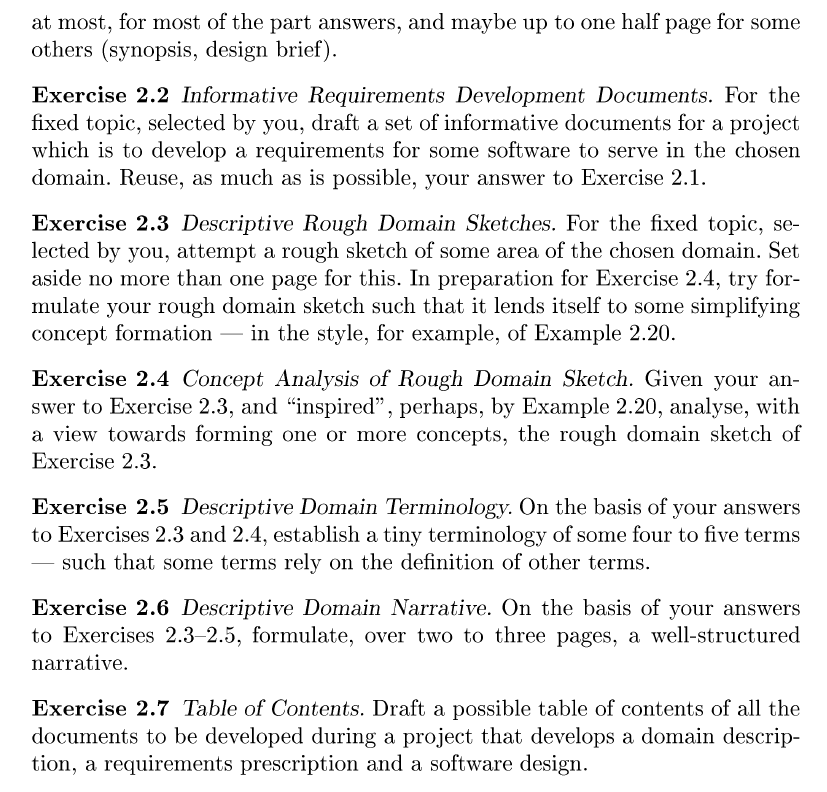 at most, for most of the part answers, and maybe up to one half page for some
others (synopsis, design brief).
Exercise 2.2 Informative Requirements Development Documents. For the
fixed topic, selected by you, draft a set of informative documents for a project
which is to develop a requirements for some software to serve in the chosen
domain. Reuse, as much as is possible, your answer to Exercise 2.1.
Exercise 2.3 Descriptive Rough Domain Sketches. For the fixed topic, se-
lected by you, attempt a rough sketch of some area of the chosen domain. Set
aside no more than one page for this. In preparation for Exercise 2.4, try for-
mulate your rough domain sketch such that it lends itself to some simplifying
concept formation — in the style, for example, of Example 2.20.
Exercise 2.4 Concept Analysis of Rough Domain Sketch. Given your an-
swer to Exercise 2.3, and “inspired”, perhaps, by Example 2.20, analyse, with
a view towards forming one or more concepts, the rough domain sketch of
Exercise 2.3.
Exercise 2.5 Descriptive Domain Terminology. On the basis of your answers
to Exercises 2.3 and 2.4, establish a tiny terminology of some four to five terms
— such that some terms rely on the definition of other terms.
Exercise 2.6 Descriptive Domain Narrative. On the basis of your answers
to Exercises 2.3–2.5, formulate, over two to three pages, a well-structured
narrative.
Exercise 2.7 Table of Contents. Draft a possible table of contents of all the
documents to be developed during a project that develops a domain descrip-
tion, a requirements prescription and a software design.